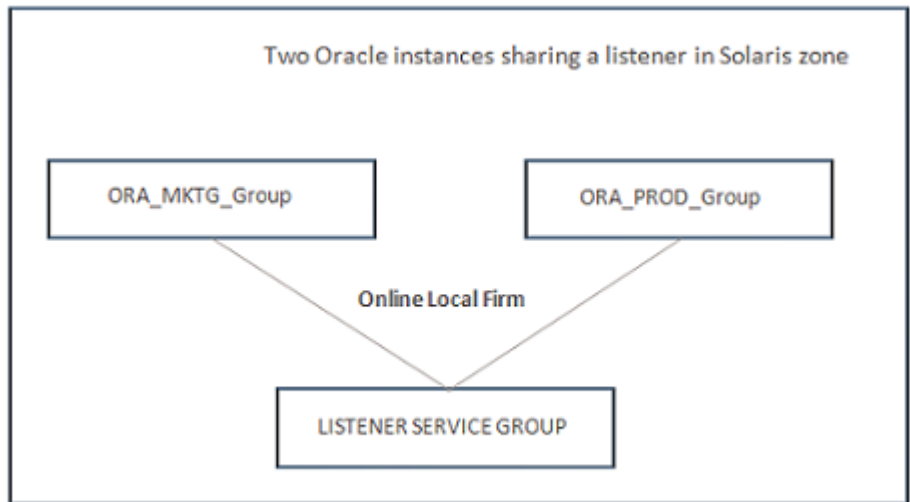 Two Oracle instances sharing a listener in Solaris zone
ORA_MKTG_Group
ORA_PROD_Group
Online Local Firm
LISTENER SERVICE GROUP